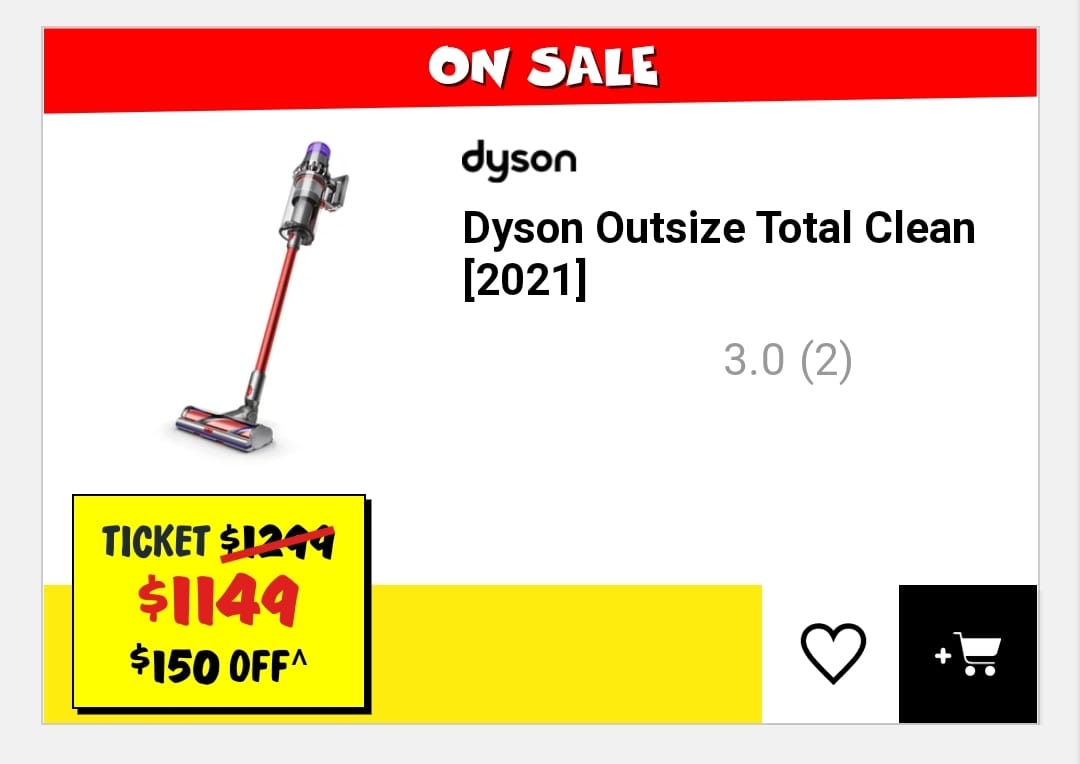 ON SALE
dyson
Dyson Outsize Total Clean
[2021]
3.0 (2)
TICKET $1299
$1149
$150 OFF^
+